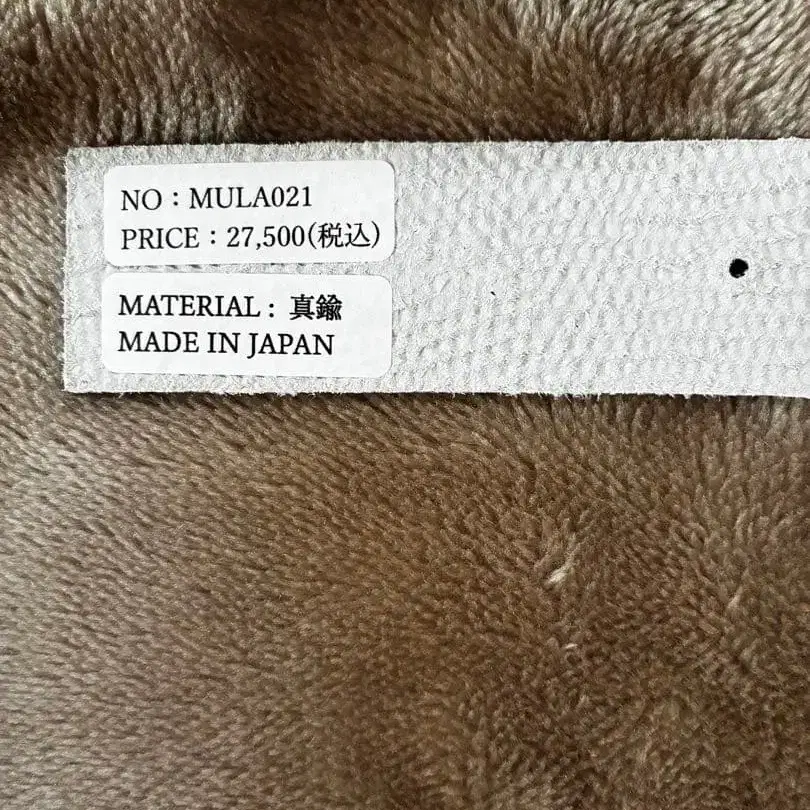 NO：MULA021
PRICE：27,500(税込)
MATERIAL： 真鍮
MADE IN JAPAN